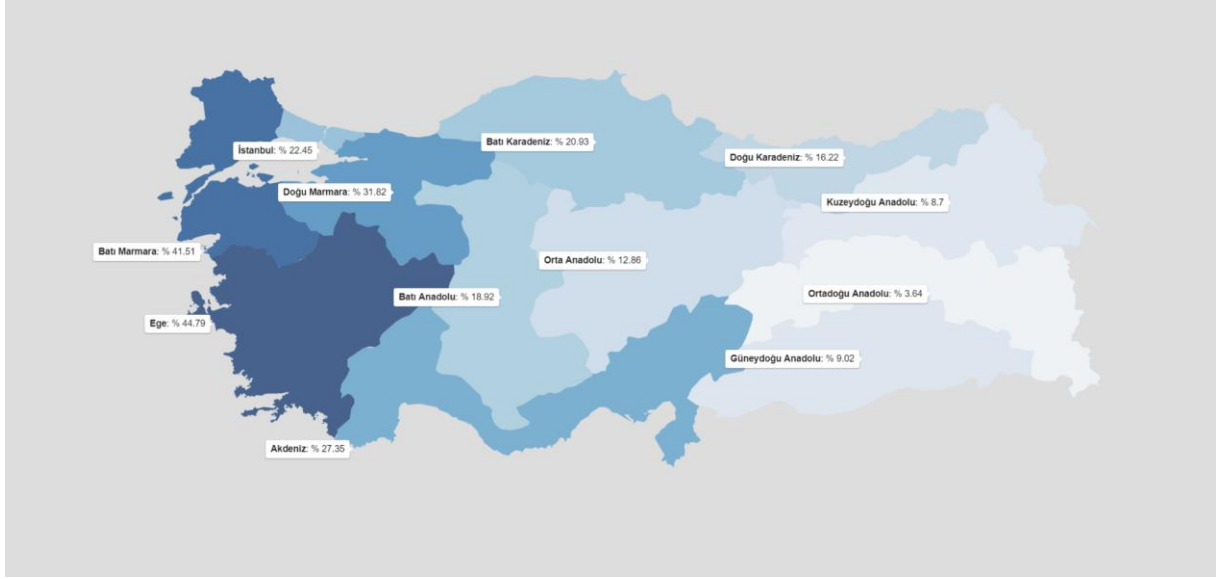 Batı Karadeniz: % 20.93
İstanbul: % 22.45
Doğu Karadeniz: % 16.22
Doğu Marmara: % 31.82
Kuzeydoğu Anadolu: % 8.7
Batı Marmara: % 41.51
Orta Anadolu: % 12.86
Batı Anadolu: % 18.92
Ortadoğu Anadolu: % 3.64
Ege: % 44.79
Güneydoğu Anadolu: % 9.02
Akdeniz: % 27.35